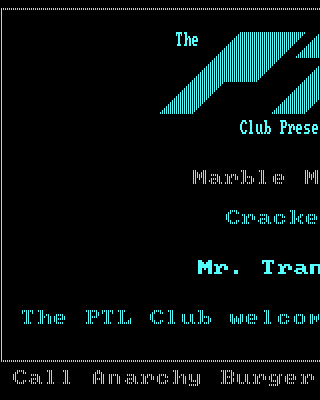 The
Club Prese
Marble M
Cracke
Mr. Tran
The PTL Club welcom
Call Anarchy Burger